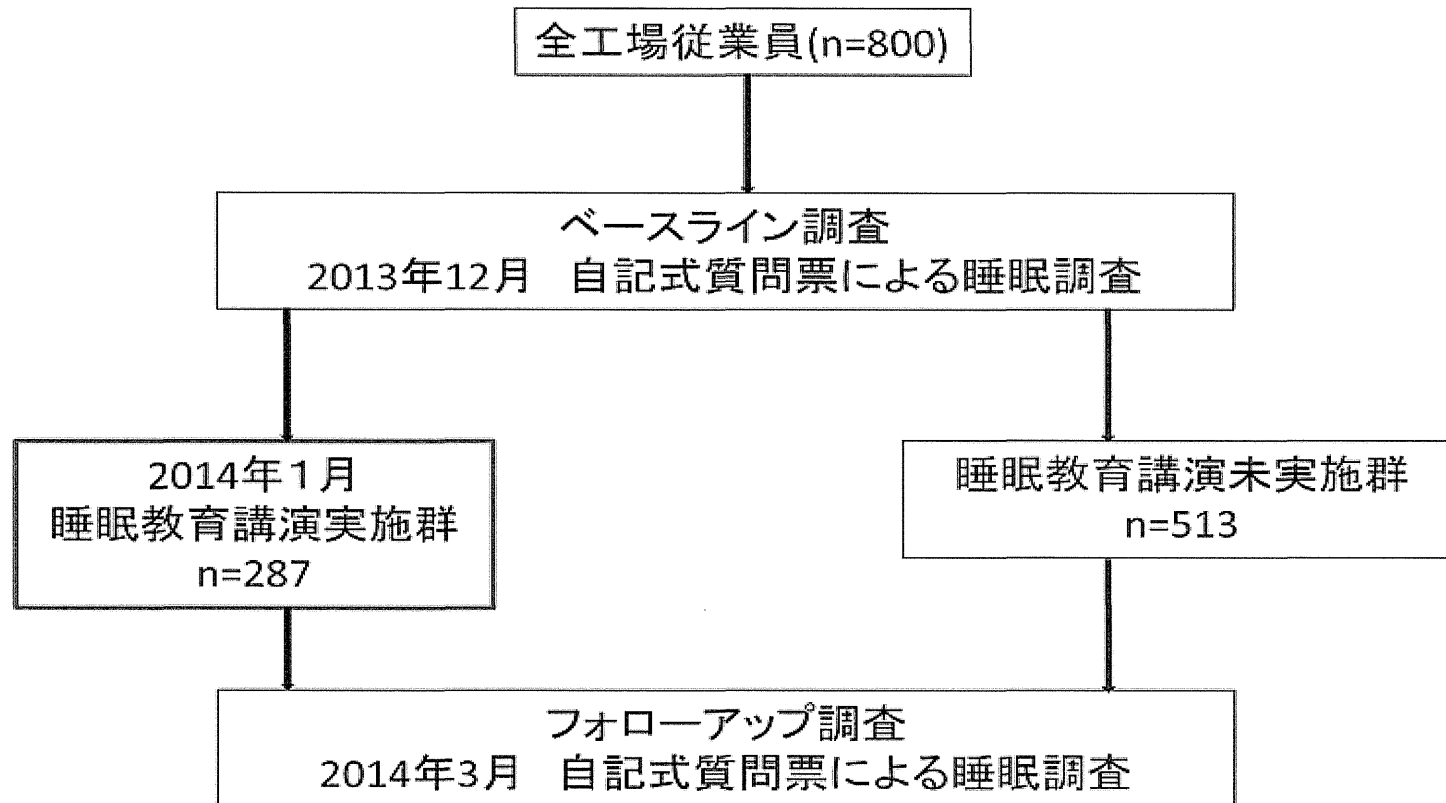 全工場従業員(n=800)
ベースライン調査
2013年12月　自記式質問票による睡眠調査
2014年１月
睡眠教育講演実施群
n=287
睡眠教育講演未実施群
n=513
フォローアップ調査
2014年3月　自記式質問票による睡眠調査